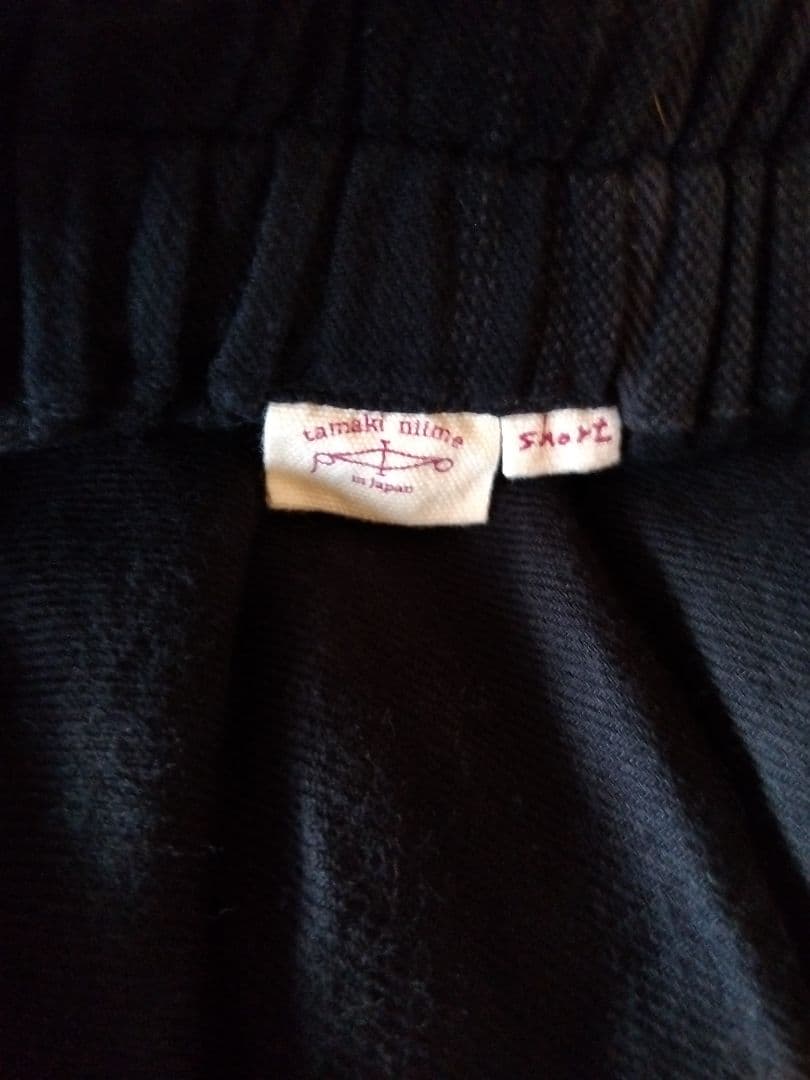 tamaki niime
in Japan
short